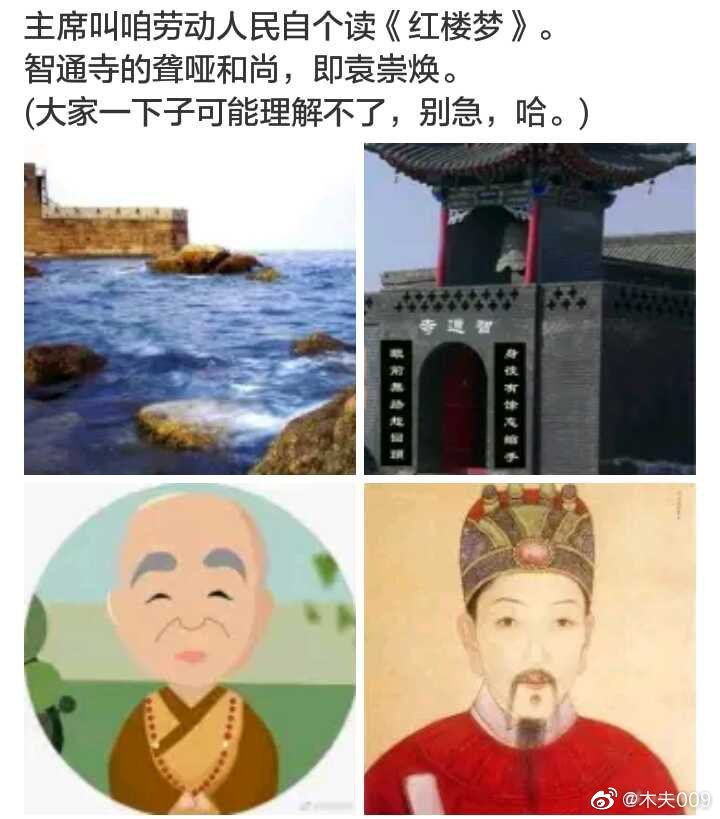 主席叫咱劳动人民自个读《红楼梦》。
智通寺的聋哑和尚，即袁崇焕。
(大家一下子可能理解不了，别急，哈。)
寺通智
身後有馀忘缩手
眼前無路想回頭
@木夫009